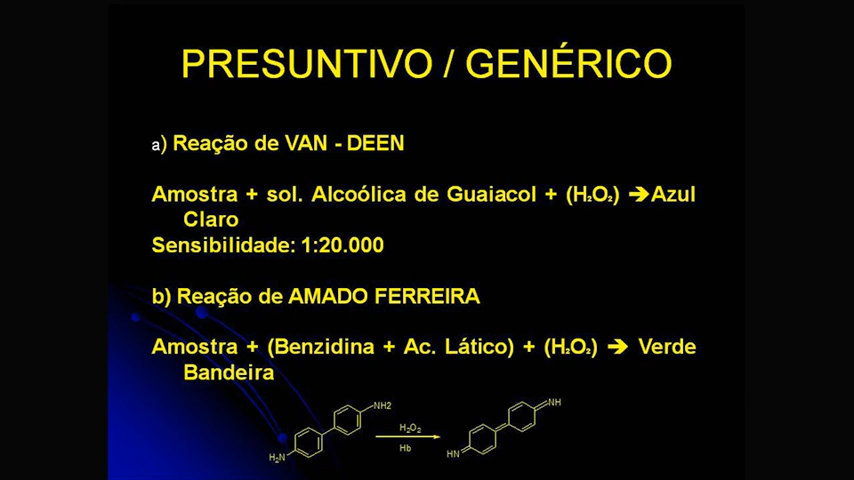 PRESUNTIVO / GENÉRICO
a) Reação de VAN - DEEN
Amostra + sol. Alcoólica de Guaiacol + (H₂O₂) ➔Azul
Claro
Sensibilidade: 1:20.000
b) Reação de AMADO FERREIRA
Amostra + (Benzidina + Ac. Lático) + (H₂O₂) ➔ Verde
Bandeira
NH2
H₂N
H₂O₂
Hb
NH
HN